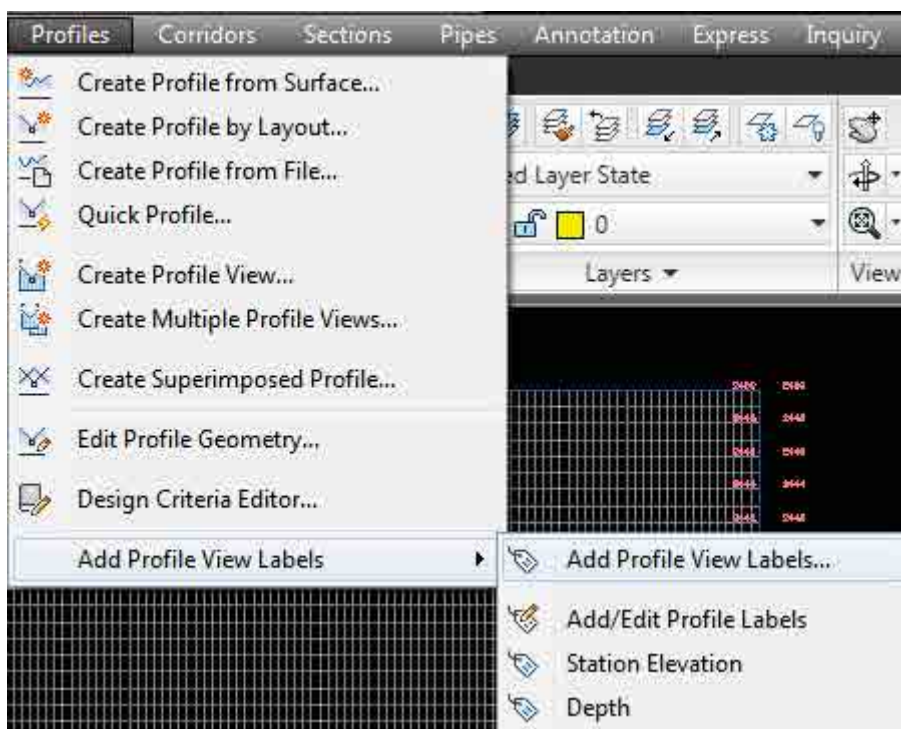 Profiles Corridors Sections Pipes Annotation Express Inquiry
Create Profile from Surface...
Create Profile by Layout...
Create Profile from File...
ed Layer State
Quick Profile...
0
Create Profile View...
Layers
View
Create Multiple Profile Views...
Create Superimposed Profile...
Edit Profile Geometry...
Design Criteria Editor...
Add Profile View Labels
Add Profile View Labels...
Add/Edit Profile Labels
Station Elevation
Depth